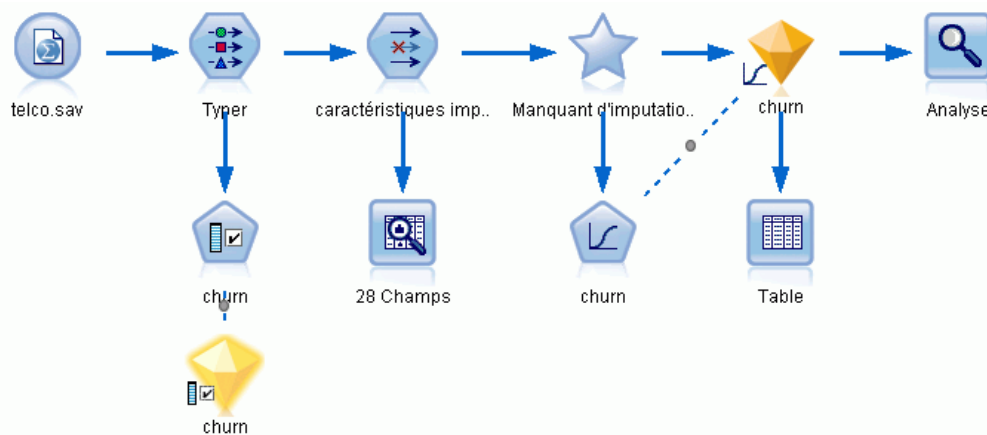 telco.sav
Typer
caractéristiques imp..
Manquant d'imputatio..
churn
Analyse
churn
28 Champs
churn
Table
churn